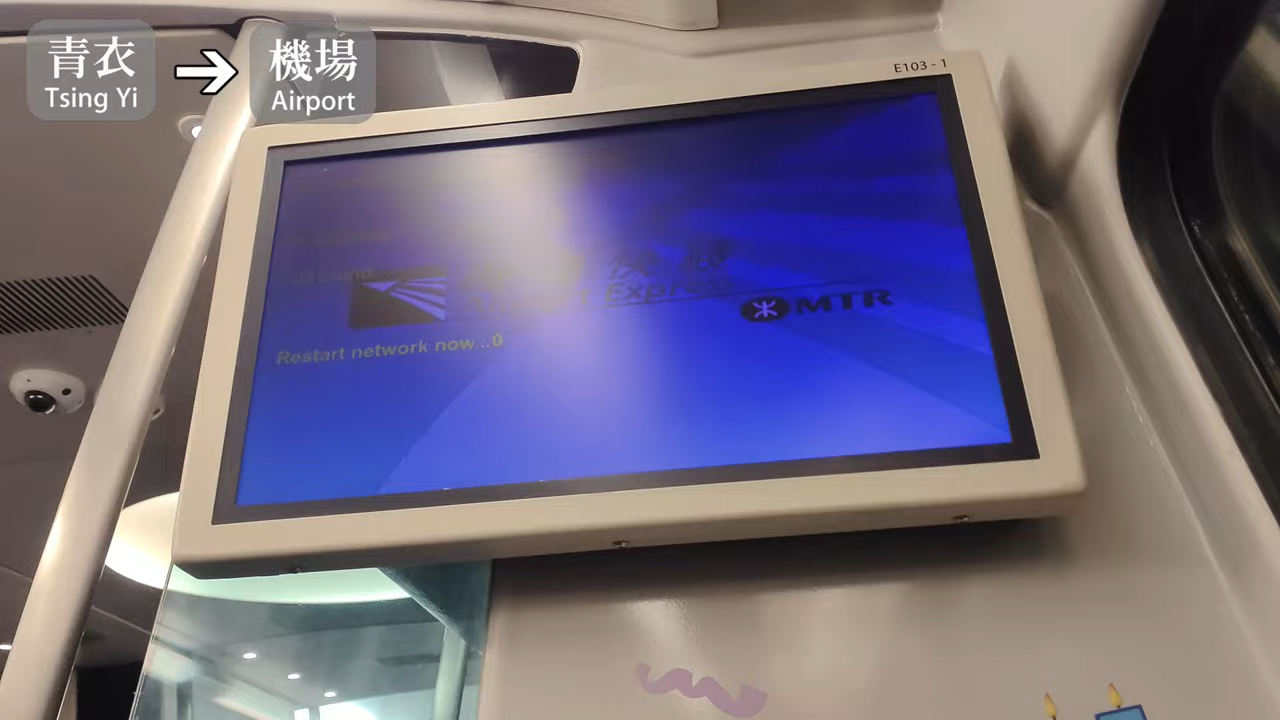 青衣
Tsing Yi
機場
Airport
E103 - 1
Express
MTR
Restart network now...0